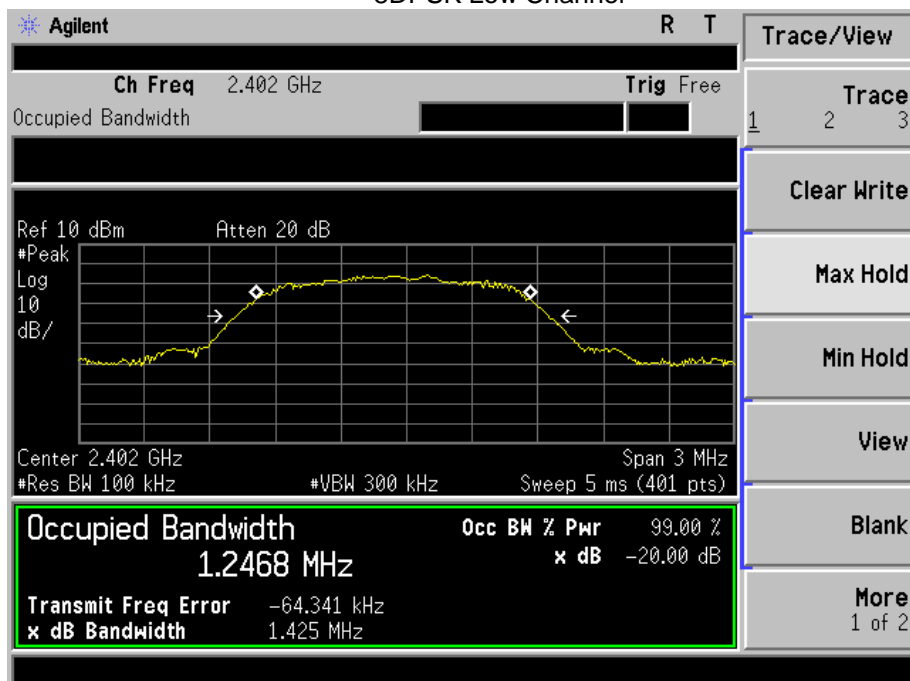 Agilent R T
Trace/View
Ch Freq 2.402 GHz Trig Free
Occupied Bandwidth
Trace
1 2 3
Clear Write
Ref 10 dBm Atten 20 dB
#Peak
Log
10
dB/
Max Hold
Min Hold
View
Center 2.402 GHz Span 3 MHz
#Res BW 100 kHz #VBW 300 kHz Sweep 5 ms (401 pts)
Occupied Bandwidth Occ BW % Pwr 99.00 %
1.2468 MHz x dB -20.00 dB
Blank
Transmit Freq Error -64.341 kHz
x dB Bandwidth 1.425 MHz
More
1 of 2